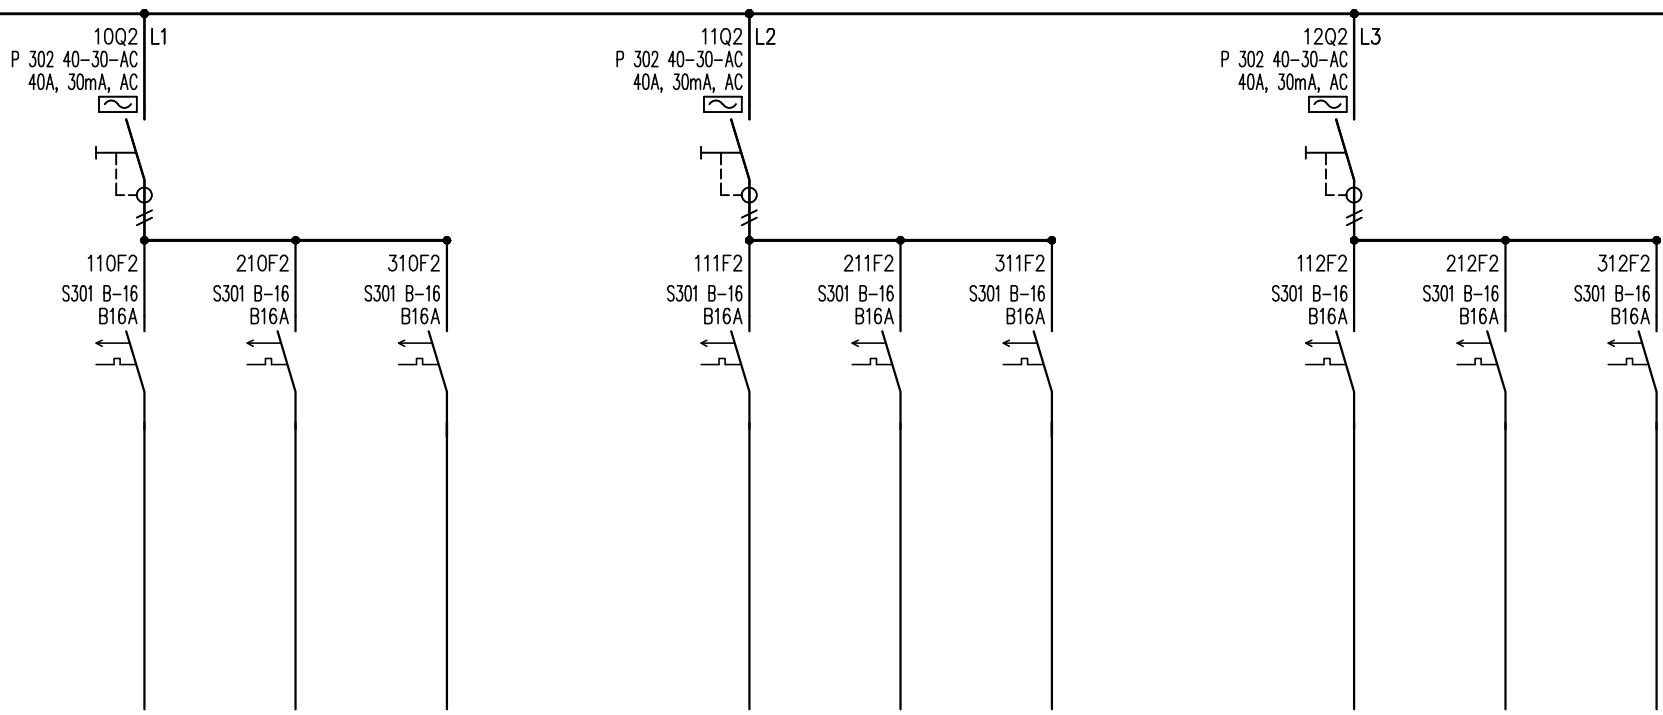 10Q2 L1
P 302 40-30-AC
40A, 30mA, AC
11Q2 L2
P 302 40-30-AC
40A, 30mA, AC
12Q2 L3
P 302 40-30-AC
40A, 30mA, AC
110F2
S301 B-16
B16A
210F2
S301 B-16
B16A
310F2
S301 B-16
B16A
111F2
S301 B-16
B16A
211F2
S301 B-16
B16A
311F2
S301 B-16
B16A
112F2
S301 B-16
B16A
212F2
S301 B-16
B16A
312F2
S301 B-16
B16A